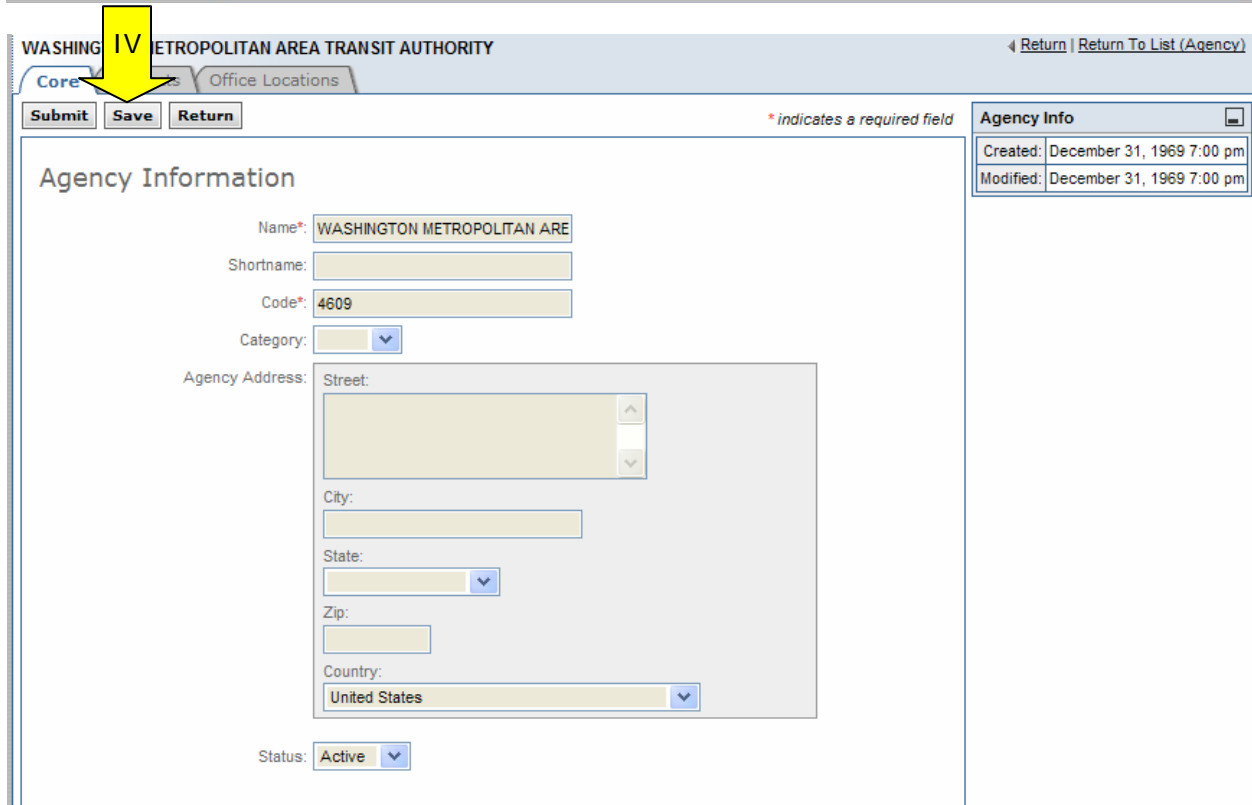 IV
WASHING ETROPOLITAN AREA TRANSIT AUTHORITY
Return | Return To List (Agency)
Core ts Office Locations
Submit Save Return
* indicates a required field
Agency Info
Created: December 31, 1969 7:00 pm
Modified: December 31, 1969 7:00 pm
Agency Information
Name*: WASHINGTON METROPOLITAN ARE
Shortname:
Code*: 4609
Category:
Agency Address:
Street:
City:
State:
Zip:
Country:
United States
Status: Active